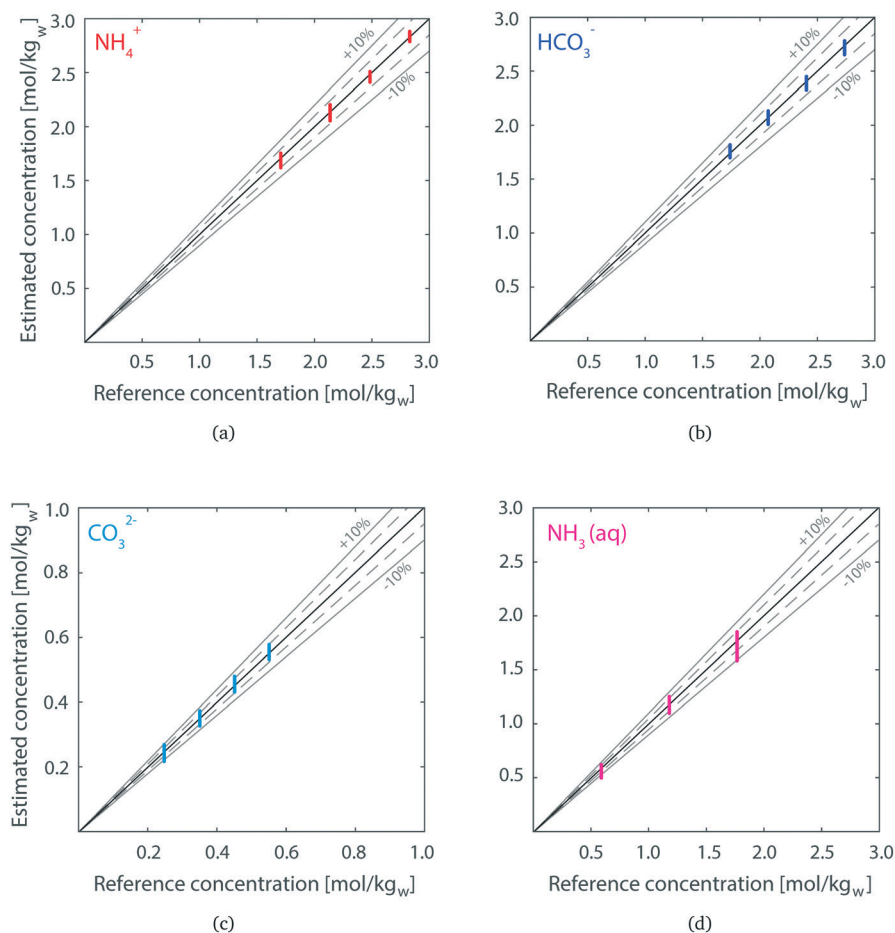 Estimated concentration [mol/kg_w]
NH₄⁺
+10%
-10%
3.0
2.5
2.0
1.5
1.0
0.5
0.5 1.0 1.5 2.0 2.5 3.0
Reference concentration [mol/kg_w]
(a)
HCO₃⁻
+10%
-10%
3.0
2.5
2.0
1.5
1.0
0.5
0.5 1.0 1.5 2.0 2.5 3.0
Reference concentration [mol/kg_w]
(b)
Estimated concentration [mol/kg_w]
CO₃²⁻
+10%
-10%
1.0
0.8
0.6
0.4
0.2
0.2 0.4 0.6 0.8 1.0
Reference concentration [mol/kg_w]
(c)
NH₃ (aq)
+10%
-10%
3.0
2.5
2.0
1.5
1.0
0.5
0.5 1.0 1.5 2.0 2.5 3.0
Reference concentration [mol/kg_w]
(d)